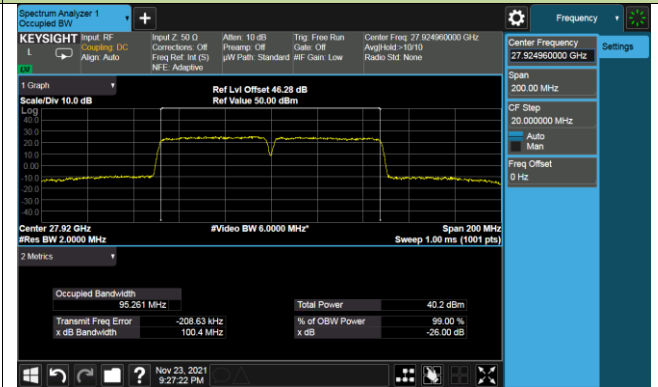 Spectrum Analyzer 1
Occupied BW
+
Frequency
KEYSIGHT
L
Input: RF
Coupling: DC
Align: Auto
Input Z: 50 Ω
Corrections: Off
Freq Ref: Int (S)
NFE: Adaptive
Atten: 10 dB
Preamp: Off
µW Path: Standard
Trig: Free Run
Gate: Off
#IF Gain: Low
Center Freq: 27.924960000 GHz
Avg|Hold:>10/10
Radio Std: None
Center Frequency
27.924960000 GHz
Settings
Span
200.00 MHz
CF Step
20.000000 MHz
Auto
Man
Freq Offset
0 Hz
1 Graph
Scale/Div 10.0 dB
Ref Lvl Offset 46.28 dB
Ref Value 50.00 dBm
Log
40.0
30.0
20.0
10.0
0.00
-10.0
-20.0
-30.0
-40.0
Center 27.92 GHz
#Video BW 6.0000 MHz*
Span 200 MHz
#Res BW 2.0000 MHz
Sweep 1.00 ms (1001 pts)
2 Metrics
Occupied Bandwidth
95.261 MHz
Total Power 40.2 dBm
Transmit Freq Error -208.63 kHz
% of OBW Power 99.00 %
x dB Bandwidth 100.4 MHz
x dB -26.00 dB
?
Nov 23, 2021
9:27:22 PM